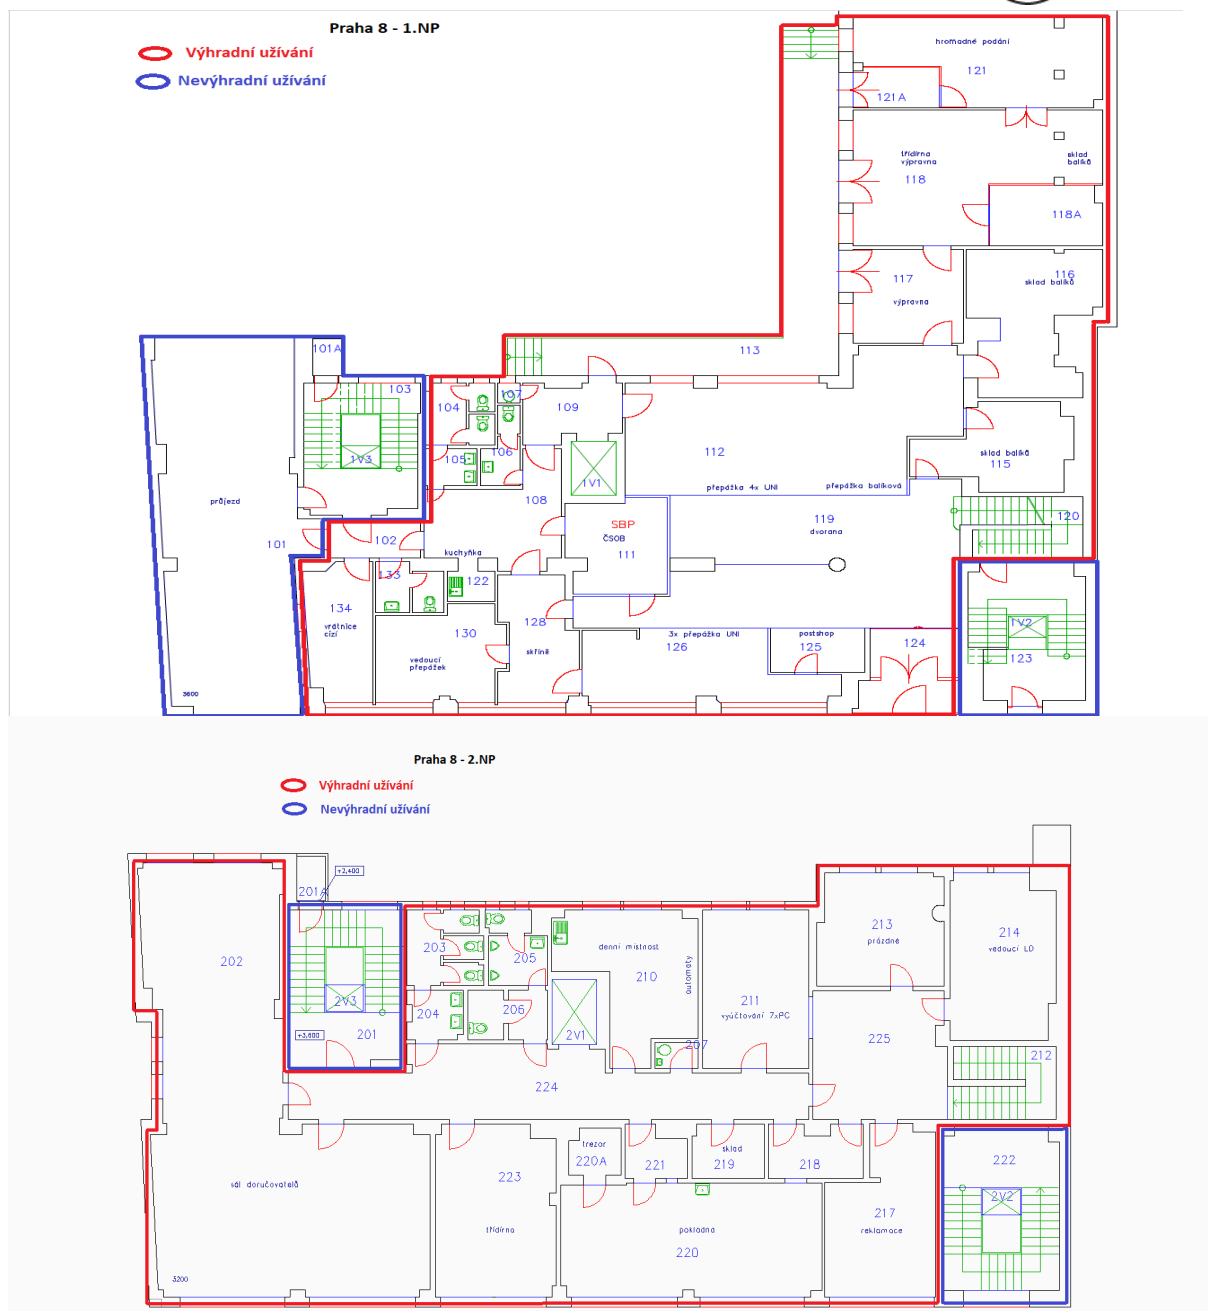 Praha 8 - 1.NP
Výhradní užívání
Nevýhradní užívání
hromadné podání
121
121A
třídírna
výpravna
118
sklad
balíků
118A
117
výpravna
116
sklad balíků
113
101A
103
1V3
104
107
109
105
106
108
1V1
112
přepážka 4x UNI
přepážka balíková
sklad balíků
115
průjezd
101
102
SBP
ČSOB
111
119
dvorana
120
kuchyňka
122
133
134
vrátnice
cizí
130
vedoucí
přepážek
128
skříně
3x přepážka UNI
126
postshop
125
124
1V2
123
3600
Praha 8 - 2.NP
Výhradní užívání
Nevýhradní užívání
+2,400
201A
202
203
205
204
206
2V3
201
+3,600
denní místnost
210
automaty
2V1
207
211
vyúčtování 7xPC
213
prázdné
214
vedoucí LD
225
212
224
sál doručovatelů
3200
223
třídírna
trezor
220A
221
sklad
219
218
pokladna
220
217
reklamace
222
2V2